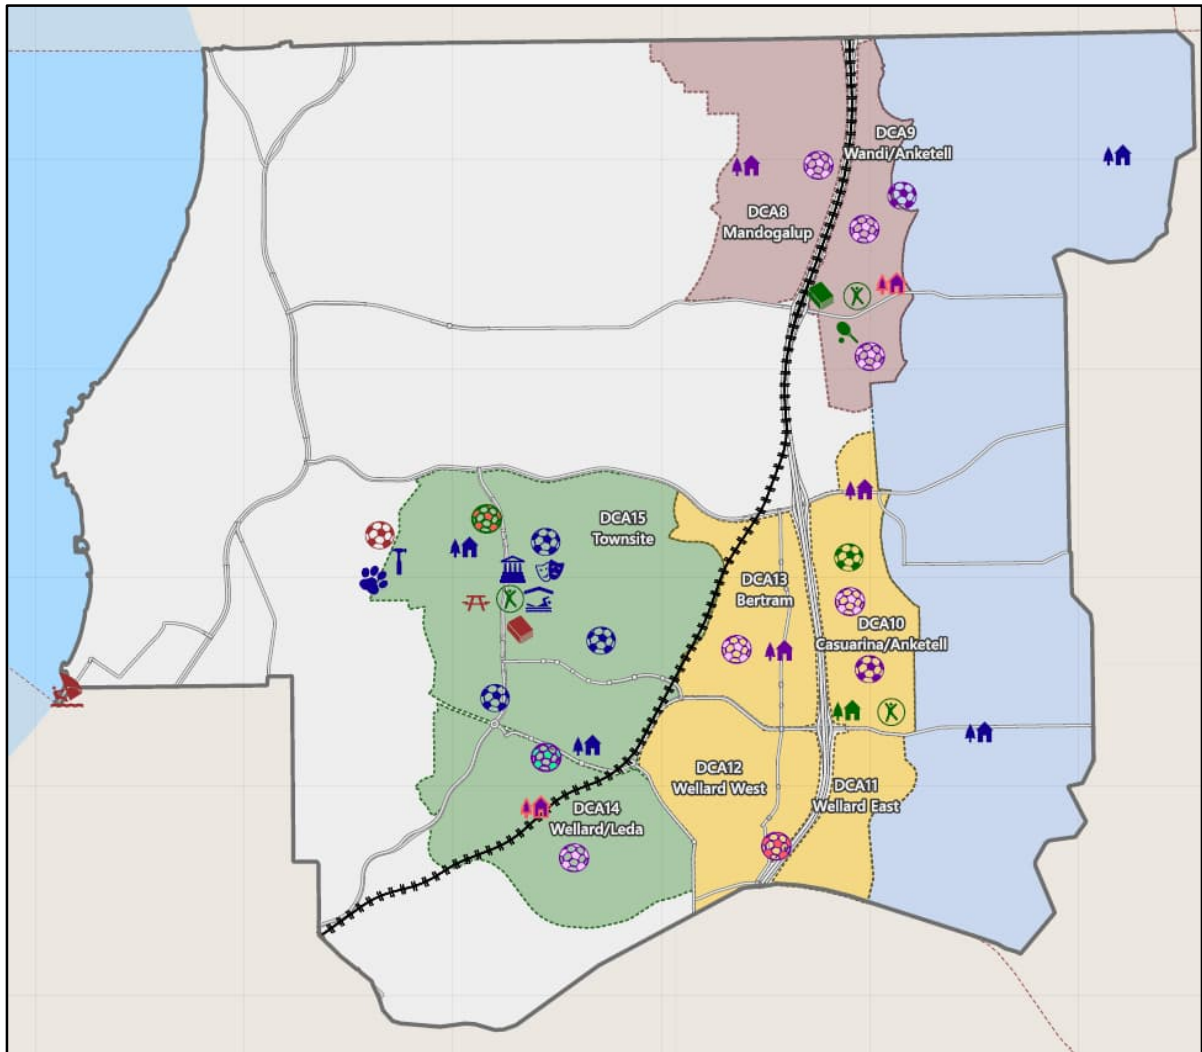 DCA9
Wandi/Anketell
DCA8
Mandogalup
DCA15
Townsite
DCA13
Bertram
DCA10
Casuarina/Anketell
DCA12
Wellard West
DCA11
Wellard East
DCA14
Wellard/Leda